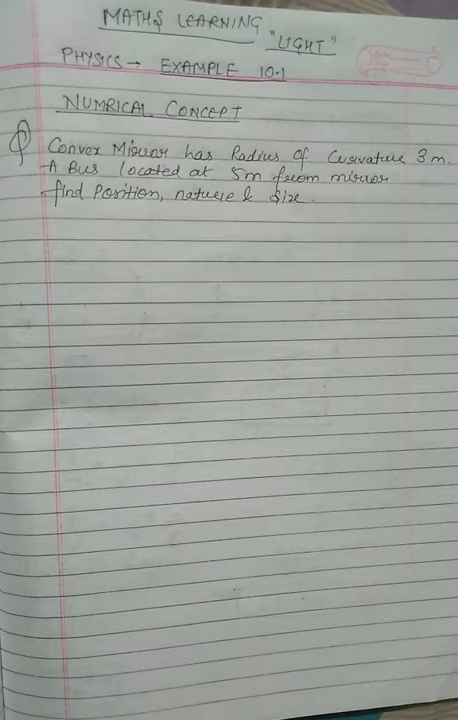 MATHS LEARNING
"LIGHT"
PHYSICS → EXAMPLE 10.1
NUMRICAL CONCEPT
Q Convex Mirror has Radius Of Curvature 3 m.
A Bus located at 5m from mirror
find Position, nature & size.